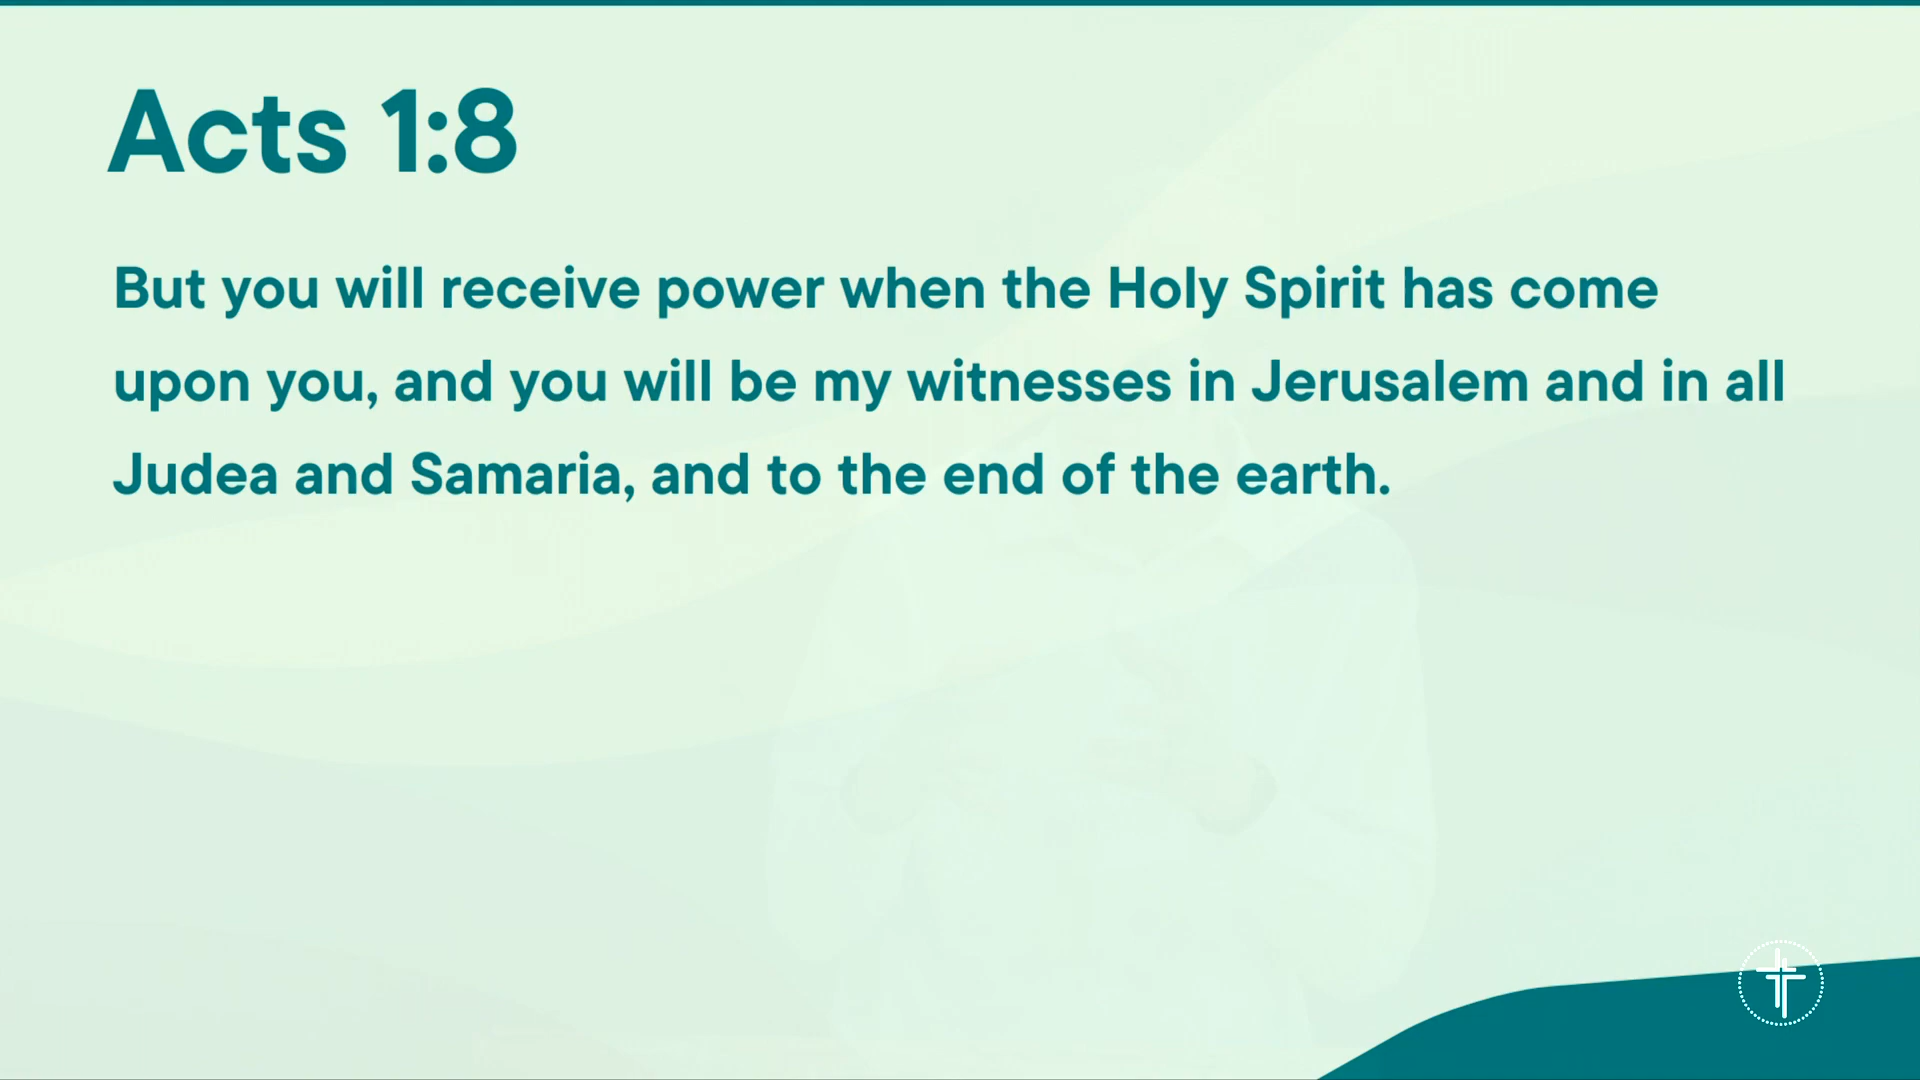 Acts 1:8
But you will receive power when the Holy Spirit has come
upon you, and you will be my witnesses in Jerusalem and in all
Judea and Samaria, and to the end of the earth.